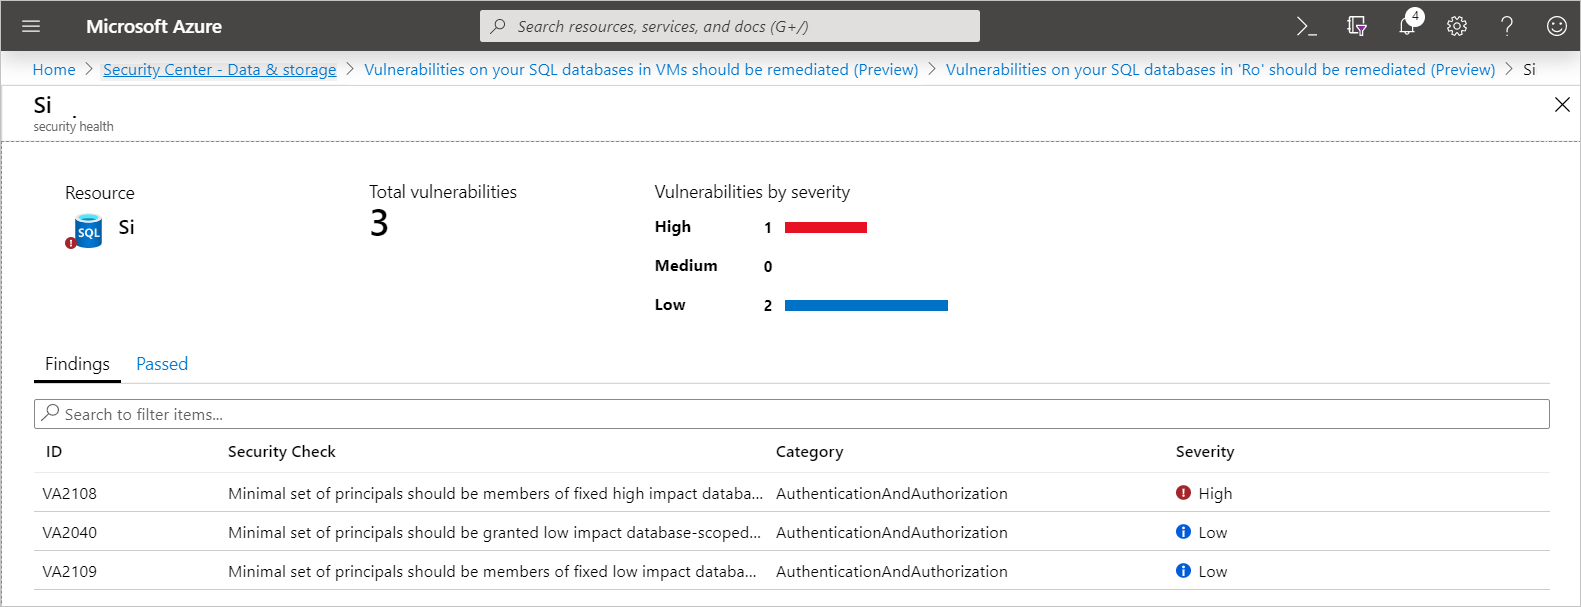 Microsoft Azure
Search resources, services, and docs (G+/)
4
Home > Security Center - Data & storage > Vulnerabilities on your SQL databases in VMs should be remediated (Preview) > Vulnerabilities on your SQL databases in 'Ro' should be remediated (Preview) > Si
Si
security health
Resource
SQL
Si
Total vulnerabilities
3
Vulnerabilities by severity
High 1
Medium 0
Low 2
Findings Passed
Search to filter items...
ID Security Check Category Severity
VA2108 Minimal set of principals should be members of fixed high impact databa... AuthenticationAndAuthorization High
VA2040 Minimal set of principals should be granted low impact database-scoped... AuthenticationAndAuthorization Low
VA2109 Minimal set of principals should be members of fixed low impact databa... AuthenticationAndAuthorization Low